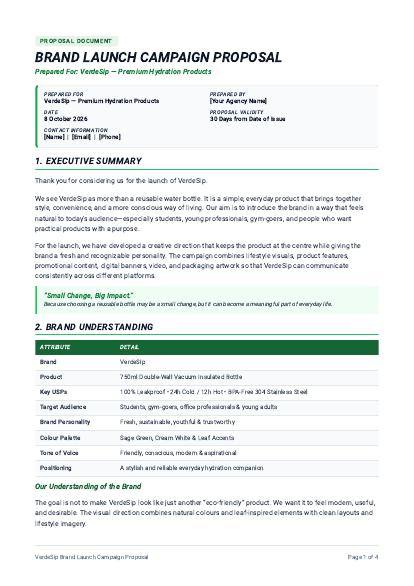 PROPOSAL DOCUMENT
BRAND LAUNCH CAMPAIGN PROPOSAL
Prepared For: VerdeSip — Premium Hydration Products
PREPARED FOR
VerdeSip — Premium Hydration Products
PREPARED BY
[Your Agency Name]
DATE
8 October 2026
PROPOSAL VALIDITY
30 Days from Date of Issue
CONTACT INFORMATION
[Name] | [Email] | [Phone]
1. EXECUTIVE SUMMARY
Thank you for considering us for the launch of VerdeSip.
We see VerdeSip as more than a reusable water bottle. It is a simple, everyday product that brings together
style, convenience, and a more conscious way of living. Our aim is to introduce the brand in a way that feels
natural to today's audience—especially students, young professionals, gym-goers, and people who want
practical products with a purpose.
For the launch, we have developed a creative direction that keeps the product at the centre while giving the
brand a fresh and recognizable personality. The campaign combines lifestyle visuals, product features,
promotional content, digital banners, video, and packaging artwork so that VerdeSip can communicate
consistently across different platforms.
"Small Change, Big Impact."
Because choosing a reusable bottle may be a small change, but it can become a meaningful part of everyday life.
2. BRAND UNDERSTANDING
ATTRIBUTE DETAIL
Brand VerdeSip
Product 750ml Double-Wall Vacuum Insulated Bottle
Key USPs 100% Leakproof • 24h Cold / 12h Hot • BPA-Free 304 Stainless Steel
Target Audience Students, gym-goers, office professionals & young adults
Brand Personality Fresh, sustainable, youthful & trustworthy
Colour Palette Sage Green, Cream White & Leaf Accents
Tone of Voice Friendly, conscious, modern & aspirational
Positioning A stylish and reliable everyday hydration companion
Our Understanding of the Brand
The goal is not to make VerdeSip look like just another "eco-friendly" product. We want it to feel modern, useful,
and desirable. The visual direction combines natural colours and leaf-inspired elements with clean layouts and
lifestyle imagery.
VerdeSip Brand Launch Campaign Proposal
Page 1 of 4